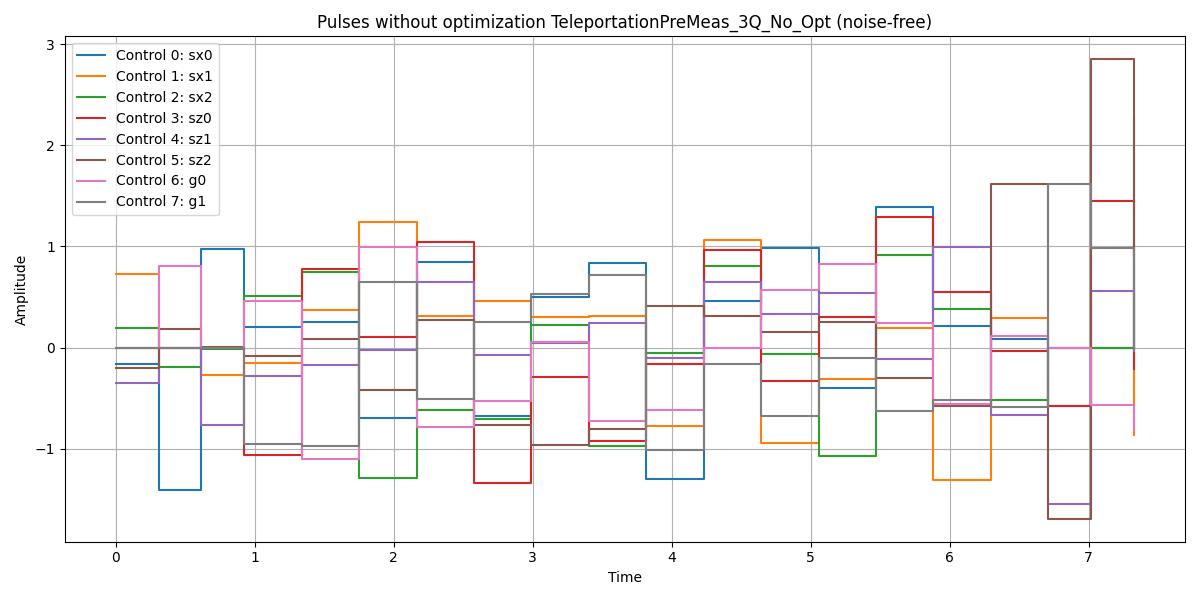 Pulses without optimization TeleportationPreMeas_3Q_No_Opt (noise-free)
Control 0: sx0
Control 1: sx1
Control 2: sx2
Control 3: sz0
Control 4: sz1
Control 5: sz2
Control 6: g0
Control 7: g1
Amplitude
3
2
1
0
−1
0
1
2
3
4
5
6
7
Time